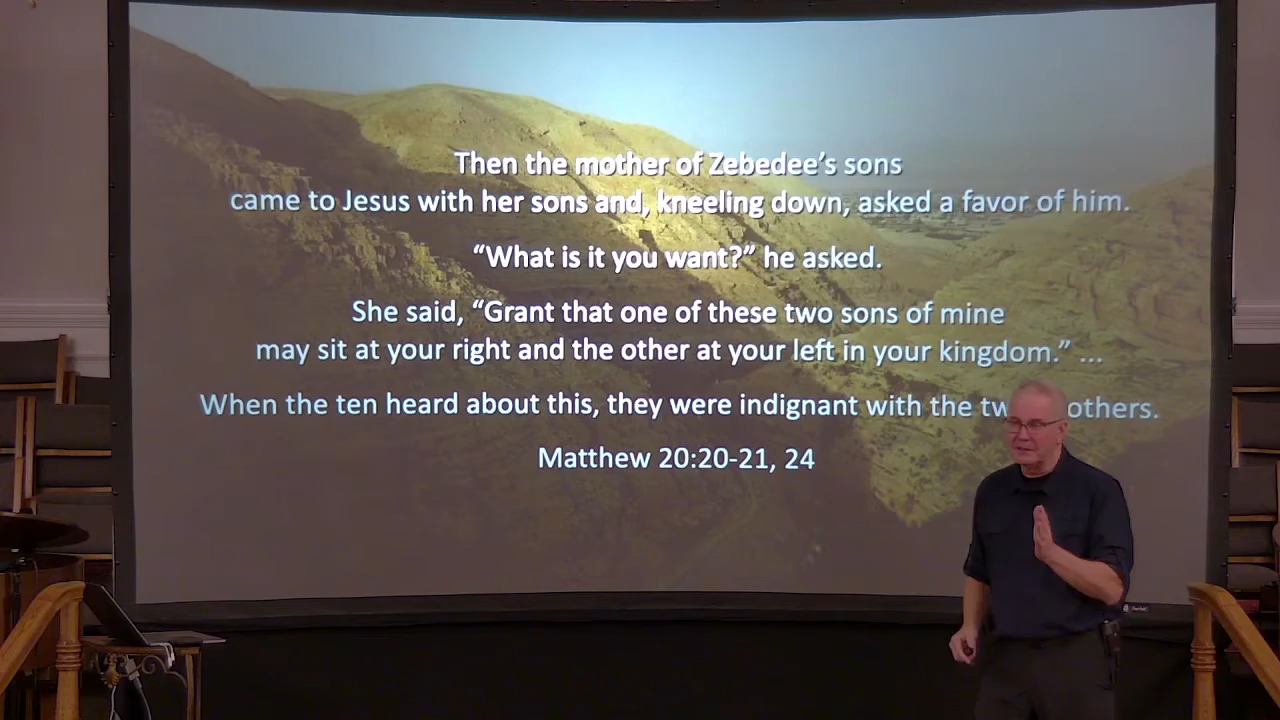 Then the mother of Zebedee's sons
came to Jesus with her sons and, kneeling down, asked a favor of him.
“What is it you want?” he asked.
She said, “Grant that one of these two sons of mine
may sit at your right and the other at your left in your kingdom.” ...
When the ten heard about this, they were indignant with the tw others.
Matthew 20:20-21, 24